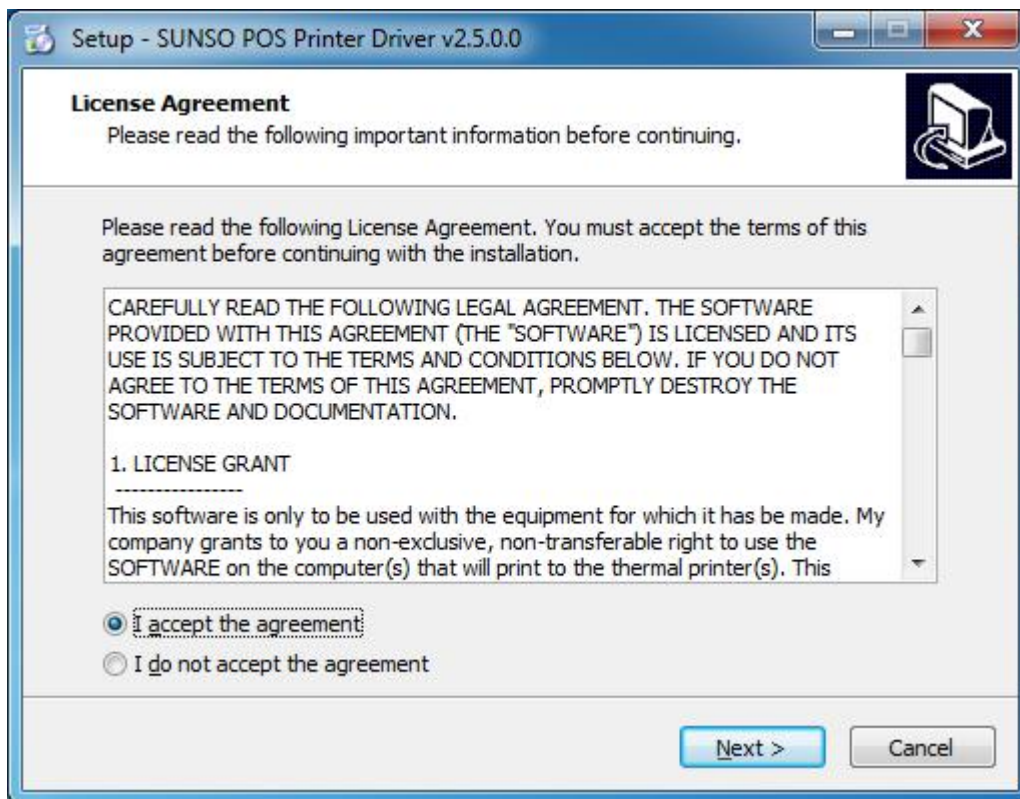 Setup - SUNSO POS Printer Driver v2.5.0.0
License Agreement
Please read the following important information before continuing.
Please read the following License Agreement. You must accept the terms of this
agreement before continuing with the installation.
CAREFULLY READ THE FOLLOWING LEGAL AGREEMENT. THE SOFTWARE
PROVIDED WITH THIS AGREEMENT (THE "SOFTWARE") IS LICENSED AND ITS
USE IS SUBJECT TO THE TERMS AND CONDITIONS BELOW. IF YOU DO NOT
AGREE TO THE TERMS OF THIS AGREEMENT, PROMPTLY DESTROY THE
SOFTWARE AND DOCUMENTATION.
1. LICENSE GRANT
----------------
This software is only to be used with the equipment for which it has be made. My
company grants to you a non-exclusive, non-transferable right to use the
SOFTWARE on the computer(s) that will print to the thermal printer(s). This
I accept the agreement
I do not accept the agreement
Next >
Cancel